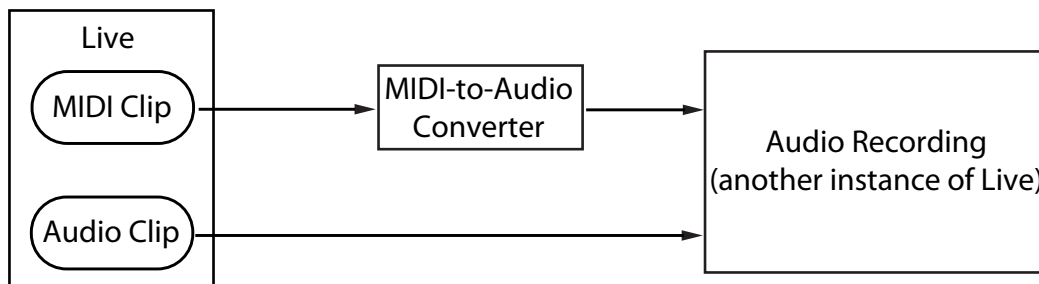 Live
MIDI Clip
MIDI-to-Audio
Converter
Audio Recording
(another instance of Live)
Audio Clip